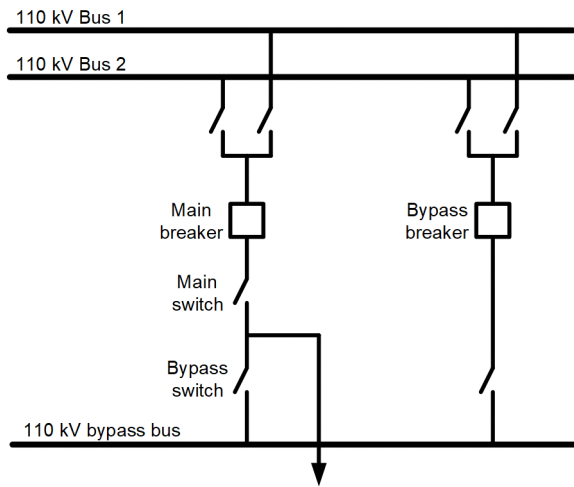 110 kV Bus 1
110 kV Bus 2
Main
breaker
Bypass
breaker
Main
switch
Bypass
switch
110 kV bypass bus